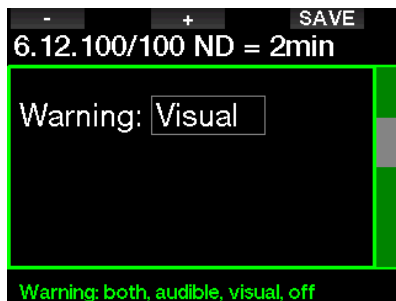 - + SAVE
6.12.100/100 ND = 2min
Warning: Visual
Warning: both, audible, visual, off